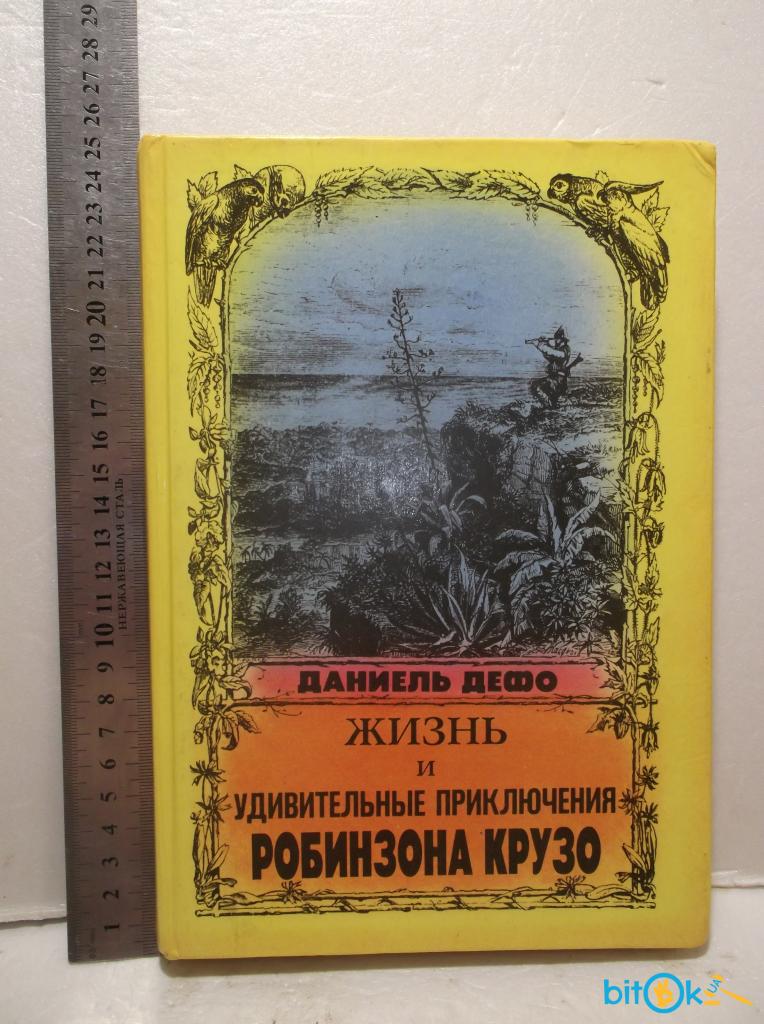 ДАНИЕЛЬ ДЕФО
ЖИЗНЬ
и
УДИВИТЕЛЬНЫЕ ПРИКЛЮЧЕНИЯ
РОБИНЗОНА КРУЗО
1 2 3 4 5 6 7 8 9 10 11 12 13 14 15 16 17 18 19 20 21 22 23 24 25 26 27 28 29
НЕРЖАВЕЮЩАЯ СТАЛЬ
bitok.UA